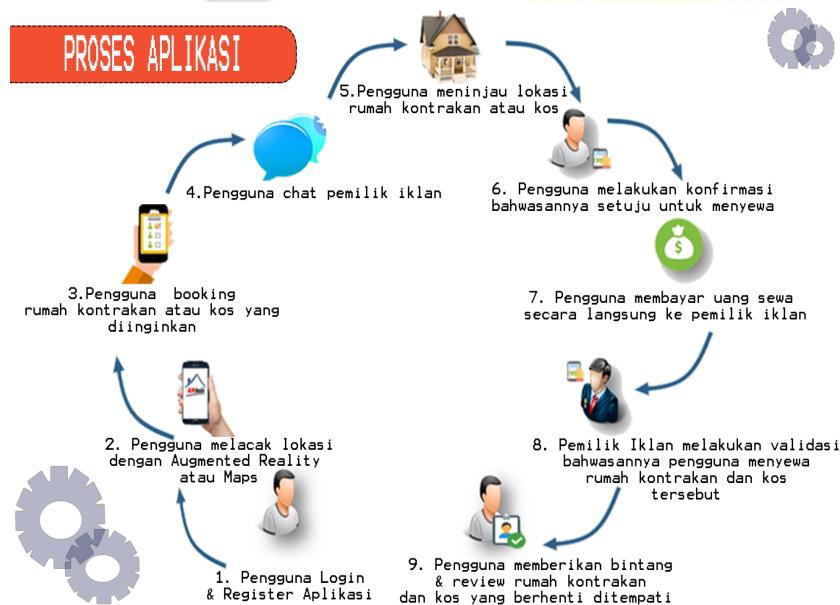 PROSES APLIKASI
1. Pengguna Login
& Register Aplikasi
2. Pengguna melacak lokasi
dengan Augmented Reality
atau Maps
3.Pengguna booking
rumah kontrakan atau kos yang
diinginkan
4.Pengguna chat pemilik iklan
5.Pengguna meninjau lokasi
rumah kontrakan atau kos
6. Pengguna melakukan konfirmasi
bahwasannya setuju untuk menyewa
$
7. Pengguna membayar uang sewa
secara langsung ke pemilik iklan
8. Pemilik Iklan melakukan validasi
bahwasannya pengguna menyewa
rumah kontrakan dan kos
tersebut
9. Pengguna memberikan bintang
& review rumah kontrakan
dan kos yang berhenti ditempati